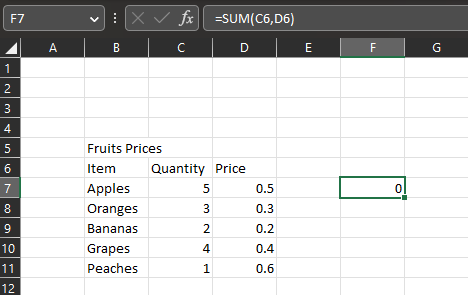 F7 fx =SUM(C6,D6)
A B C D E F G
1
2
3
4
5 Fruits Prices
6 Item Quantity Price
7 Apples 5 0.5 0
8 Oranges 3 0.3
9 Bananas 2 0.2
10 Grapes 4 0.4
11 Peaches 1 0.6
12